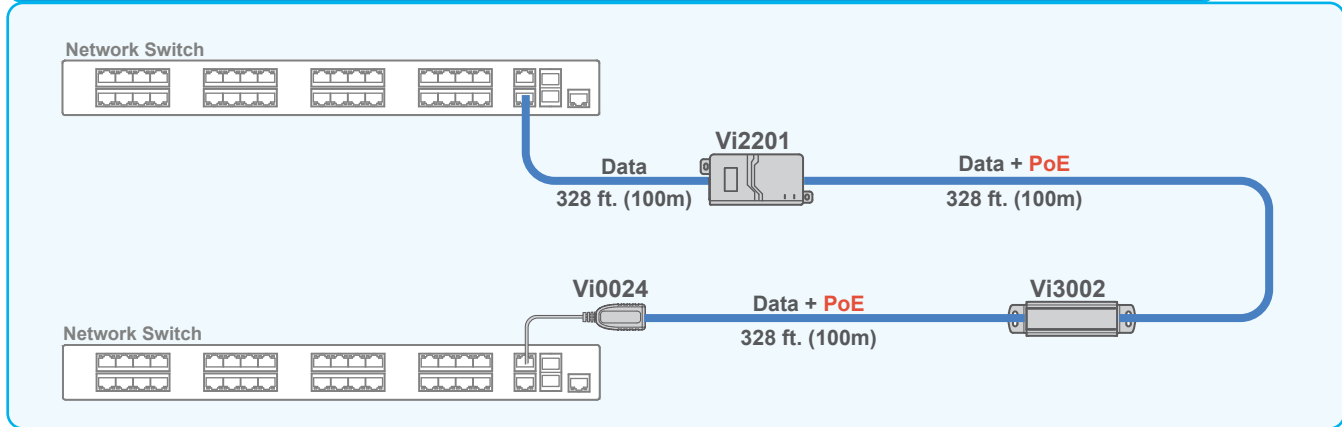 Network Switch
Vi2201
Data
328 ft. (100m)
Data + PoE
328 ft. (100m)
Vi0024
Vi3002
Data + PoE
328 ft. (100m)
Network Switch